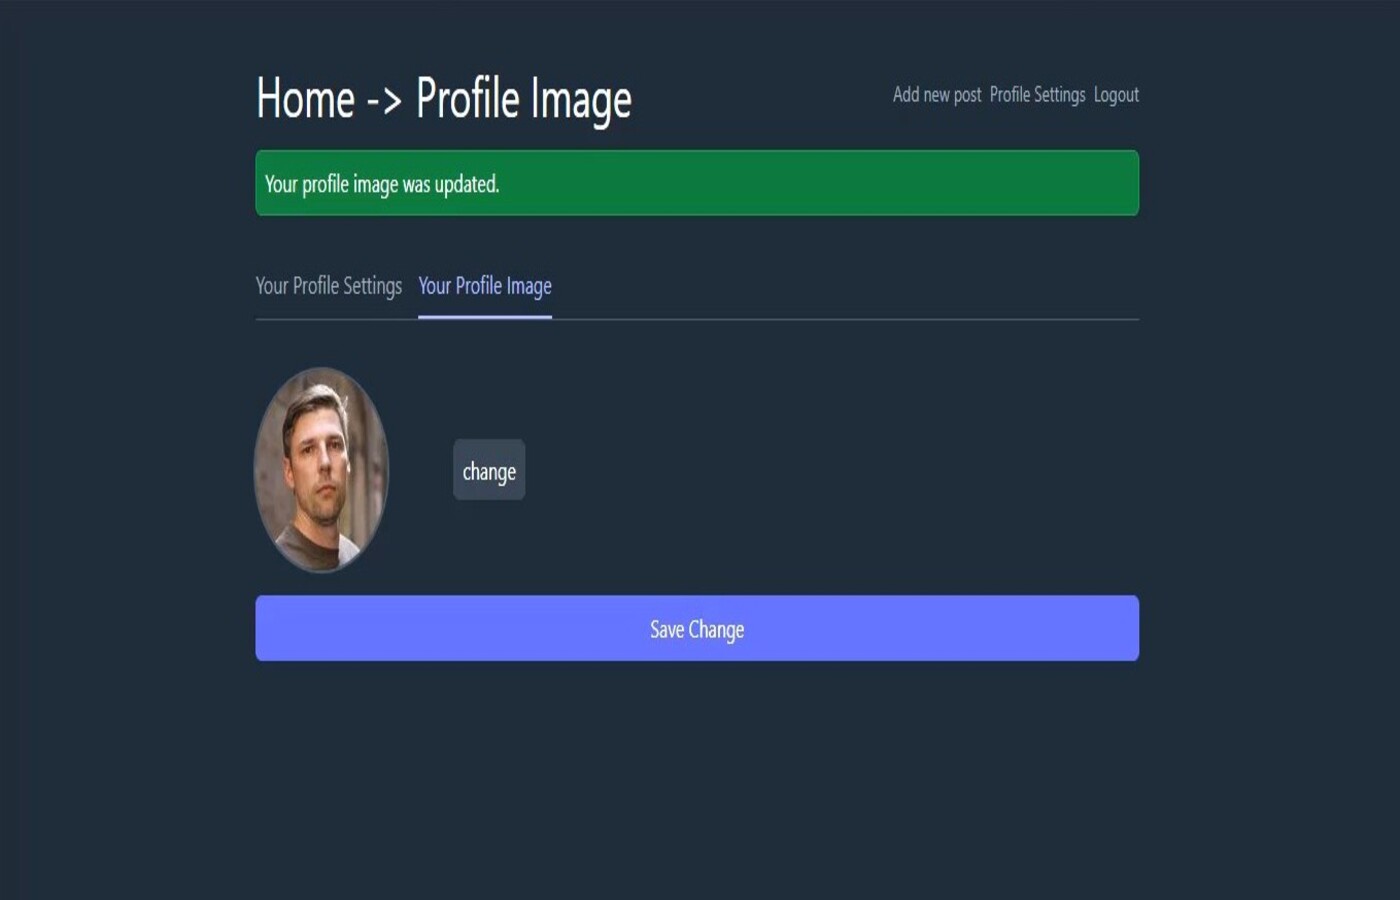 Home -> Profile Image
Add new post Profile Settings Logout
Your profile image was updated.
Your Profile Settings Your Profile Image
change
Save Change